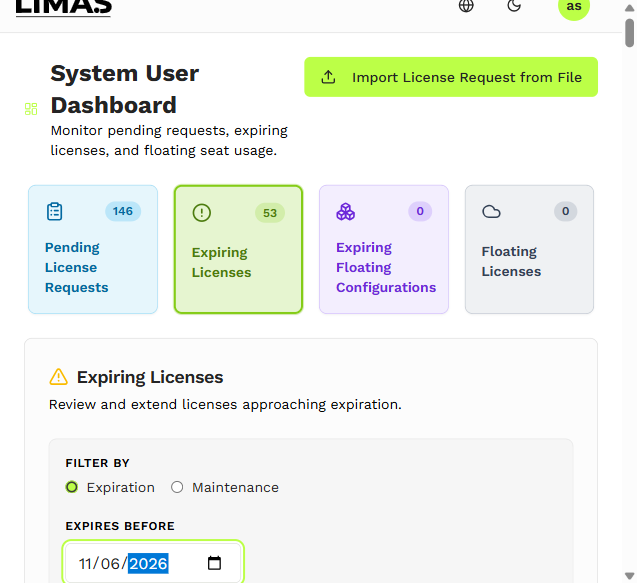 LIMAS
as
System User
Dashboard
Monitor pending requests, expiring
licenses, and floating seat usage.
Import License Request from File
146
Pending
License
Requests
53
Expiring
Licenses
0
Expiring
Floating
Configurations
0
Floating
Licenses
Expiring Licenses
Review and extend licenses approaching expiration.
FILTER BY
Expiration
Maintenance
EXPIRES BEFORE
11/06/2026